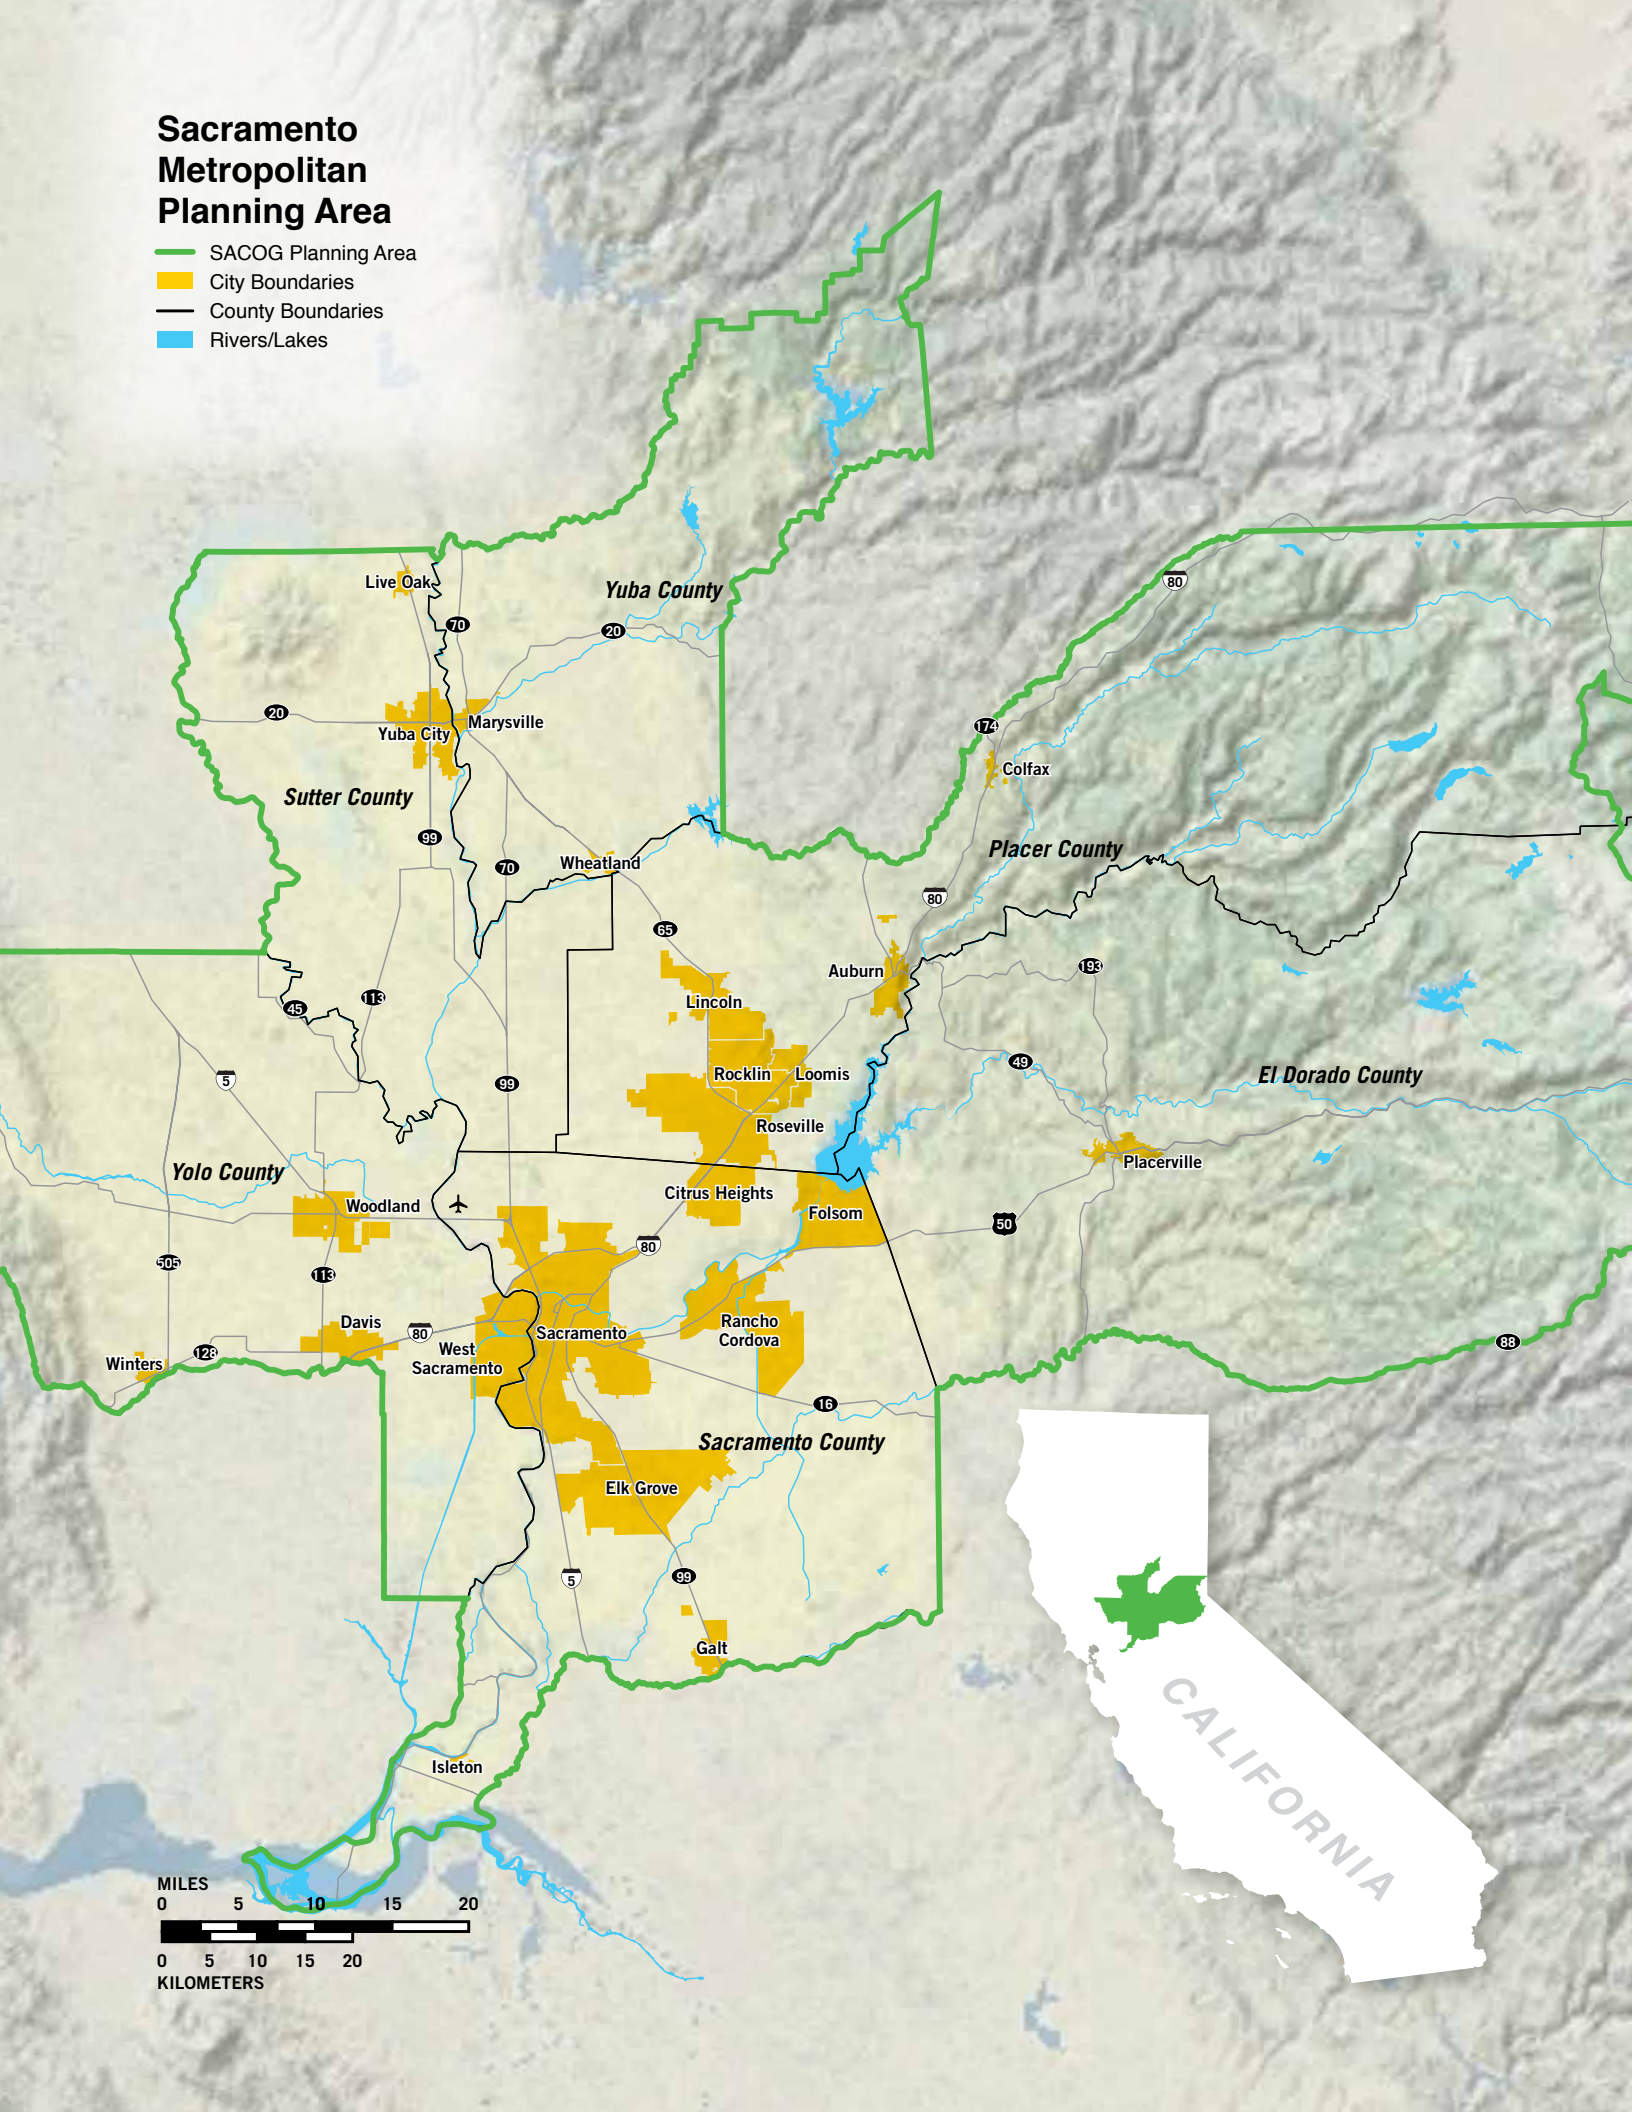 Sacramento
Metropolitan
Planning Area
SACOG Planning Area
City Boundaries
County Boundaries
Rivers/Lakes
80
Live Oak
Yuba County
70
20
20
Marysville
Yuba City
174
Colfax
Sutter County
99
Placer County
Wheatland
70
80
65
Auburn
193
113
Lincoln
45
49
5
99
Rocklin
Loomis
El Dorado County
Roseville
Placerville
Yolo County
Citrus Heights
Woodland
Folsom
50
80
505
113
Davis
80
Rancho
Cordova
Sacramento
88
West
Sacramento
128
Winters
16
Sacramento County
Elk Grove
5
99
Galt
CALIFORNIA
Isleton
MILES
0 5 10 15 20
0 5 10 15 20
KILOMETERS